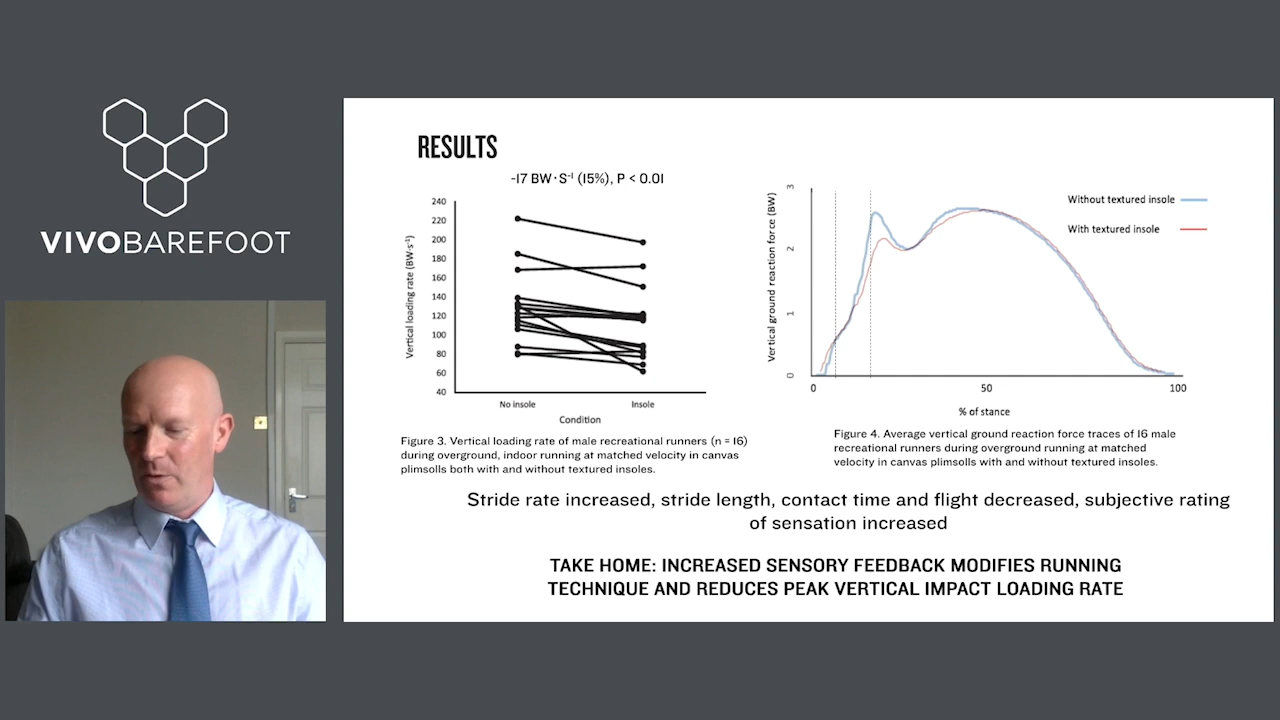 VIVOBAREFOOT
RESULTS
-17 BW·S⁻¹ (15%), P < 0.01
Vertical loading rate (BW·s⁻¹)
240
220
200
180
160
140
120
100
80
60
40
No insole
Insole
Condition
Figure 3. Vertical loading rate of male recreational runners (n = 16)
during overground, indoor running at matched velocity in canvas
plimsolls both with and without textured insoles.
Vertical ground reaction force (BW)
3
2
1
0
0
50
100
% of stance
Without textured insole
With textured insole
Figure 4. Average vertical ground reaction force traces of 16 male
recreational runners during overground running at matched
velocity in canvas plimsolls with and without textured insoles.
Stride rate increased, stride length, contact time and flight decreased, subjective rating
of sensation increased
TAKE HOME: INCREASED SENSORY FEEDBACK MODIFIES RUNNING
TECHNIQUE AND REDUCES PEAK VERTICAL IMPACT LOADING RATE